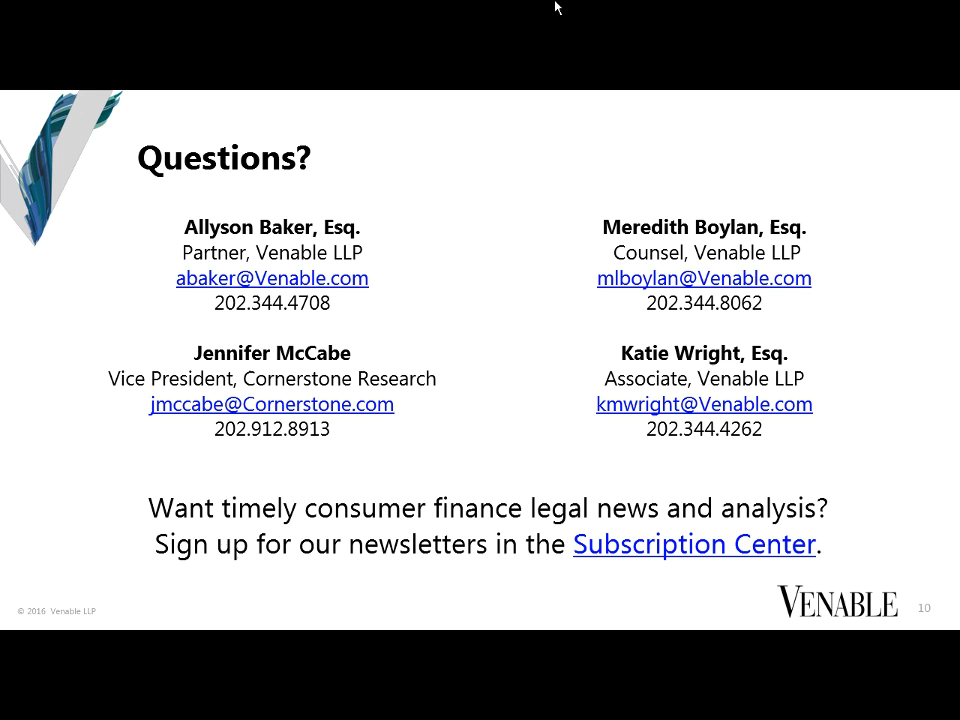 Questions?
Allyson Baker, Esq.
Partner, Venable LLP
abaker@Venable.com
202.344.4708
Meredith Boylan, Esq.
Counsel, Venable LLP
mlboylan@Venable.com
202.344.8062
Jennifer McCabe
Vice President, Cornerstone Research
jmccabe@Cornerstone.com
202.912.8913
Katie Wright, Esq.
Associate, Venable LLP
kmwright@Venable.com
202.344.4262
Want timely consumer finance legal news and analysis?
Sign up for our newsletters in the Subscription Center.
© 2016 Venable LLP
VENABLE
10